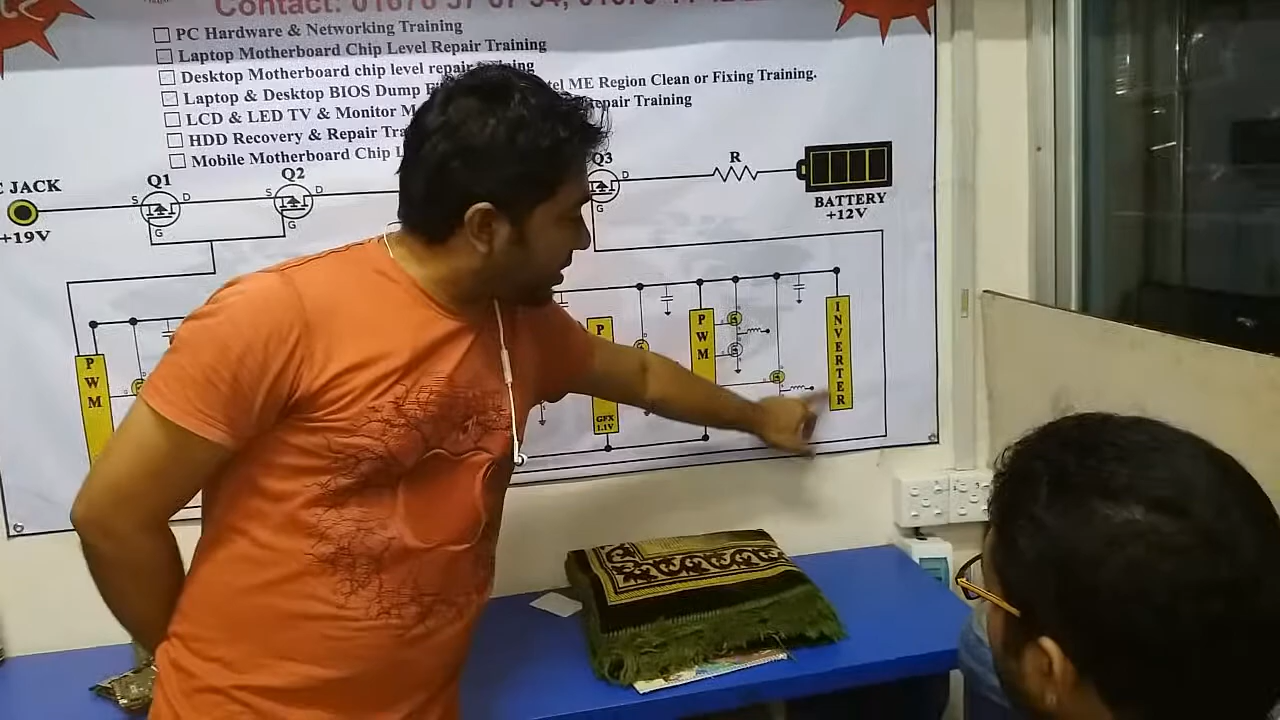 Contact:
PC Hardware & Networking Training
Laptop Motherboard Chip Level Repair Training
Desktop Motherboard chip level repair
Laptop & Desktop BIOS Dump ME Region Clean or Fixing Training.
LCD & LED TV & Monitor Repair Training
HDD Recovery & Repair
Mobile Motherboard Chip
JACK
+19V
Q1
S
D
G
Q2
S
D
G
Q3
D
G
R
BATTERY
+12V
PWM
P
GFX
1.1V
PWM
INVERTER